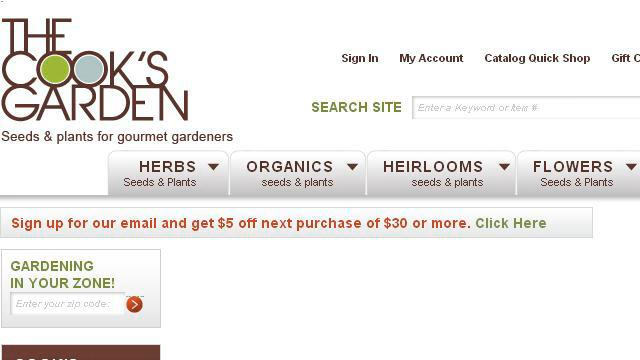 THE
COOK'S
GARDEN
Seeds & plants for gourmet gardeners
Sign In My Account Catalog Quick Shop Gift
SEARCH SITE Enter a Keyword or Item #
HERBS ORGANICS HEIRLOOMS FLOWERS
Seeds & Plants seeds & plants seeds & plants Seeds & Plants
Sign up for our email and get $5 off next purchase of $30 or more. Click Here
GARDENING
IN YOUR ZONE!
Enter your zip code: